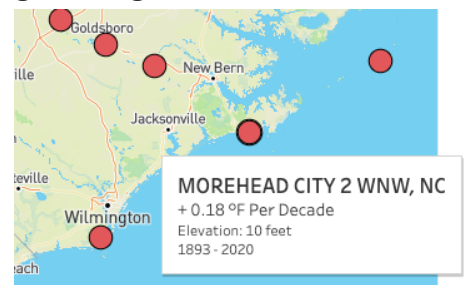 Goldsboro
ville
New Bern
Jacksonville
MOREHEAD CITY 2 WNW, NC
+ 0.18 ºF Per Decade
Elevation: 10 feet
1893 - 2020
teville
Wilmington
each